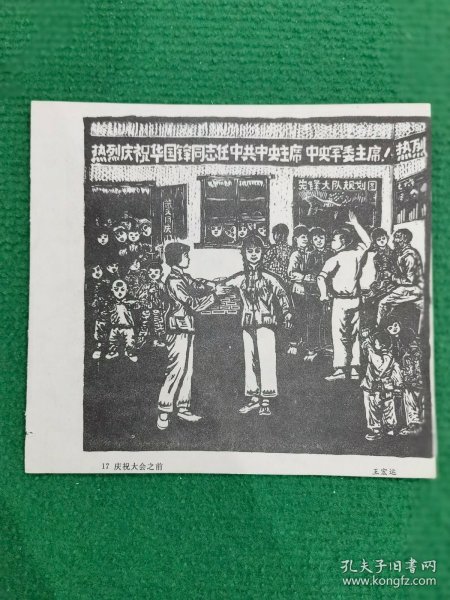 热烈庆祝华国锋同志任中共中央主席 中央军委主席！热烈
先锋大队规划图
17 庆祝大会之前
王宏运
孔夫子旧书网
www.kongfz.com